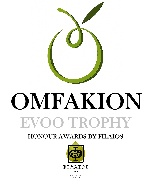 OMFAKION
EVOO TROPHY
HONOUR AWARDS BY FILAIOS